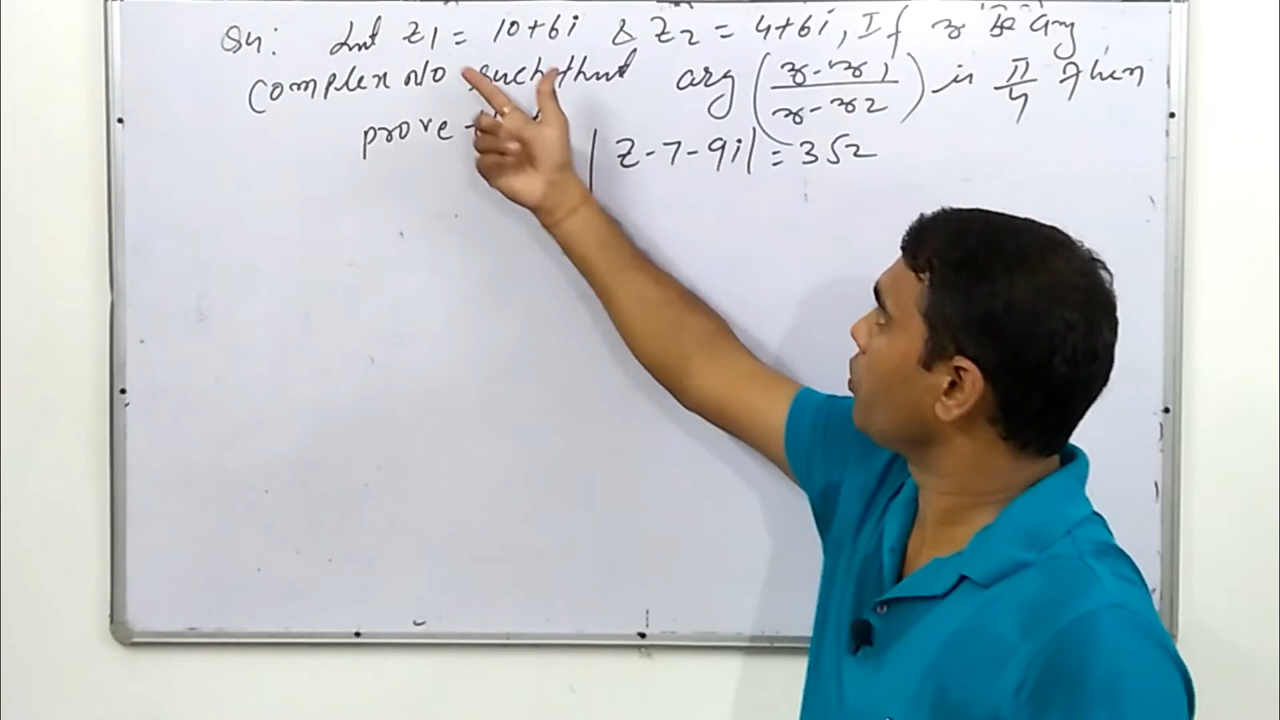 Q4: Let z1 = 10+6i & z2 = 4+6i, If z be any
complex No such that arg (z-z1 / z-z2) is π/4 then
prove
|z-7-9i| = 3√2